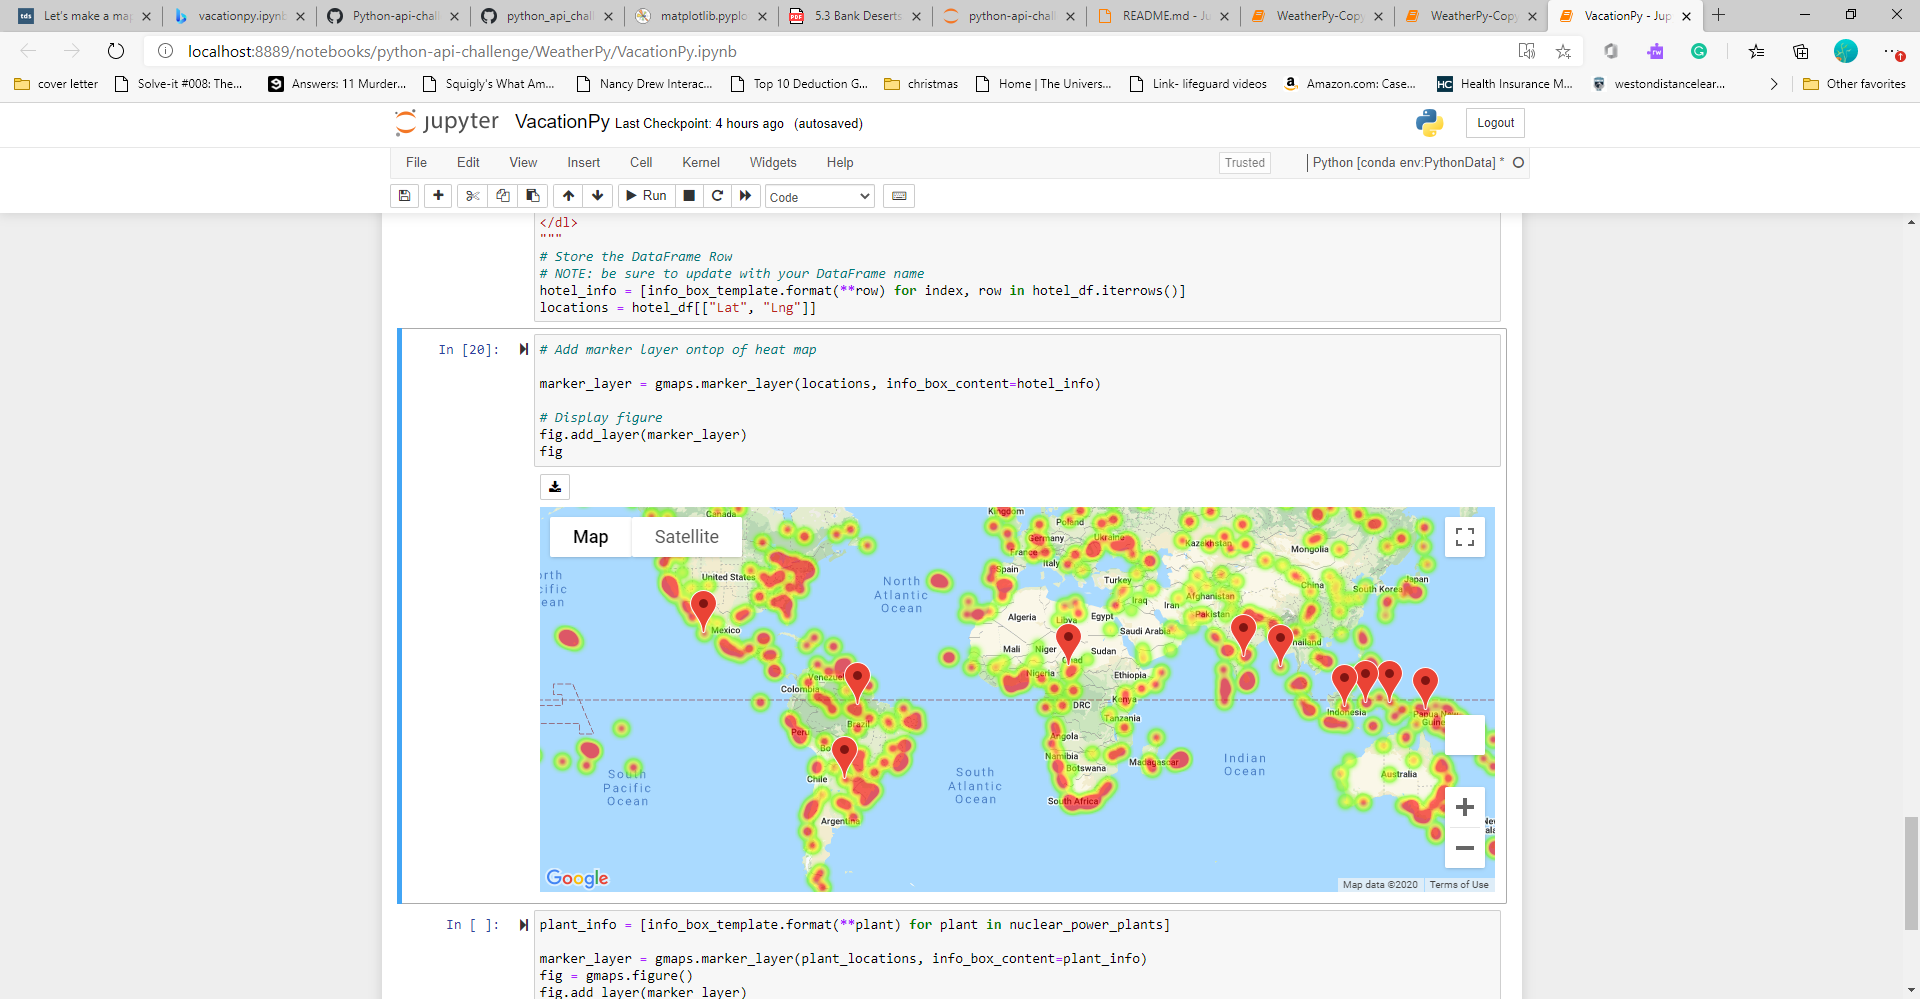 Let's make a map
vacationpy.ipynb
Python-api-chall
python_api_chall
matplotlib.pyplo
5.3 Bank Deserts
python-api-chall
README.md - Ju
WeatherPy-Copy
WeatherPy-Copy
VacationPy - Jup
localhost:8889/notebooks/python-api-challenge/WeatherPy/VacationPy.ipynb
cover letter
Solve-it #008: The...
Answers: 11 Murder...
Squigly's What Am...
Nancy Drew Interac...
Top 10 Deduction G...
christmas
Home | The Univers...
Link- lifeguard videos
Amazon.com: Case...
Health Insurance M...
westondistancelear...
Other favorites
jupyter VacationPy Last Checkpoint: 4 hours ago (autosaved)
Logout
File Edit View Insert Cell Kernel Widgets Help
Trusted
Python [conda env:PythonData] *
Run
Code
</dl>
"""
# Store the DataFrame Row
# NOTE: be sure to update with your DataFrame name
hotel_info = [info_box_template.format(**row) for index, row in hotel_df.iterrows()]
locations = hotel_df[["Lat", "Lng"]]
In [20]:
# Add marker layer ontop of heat map
marker_layer = gmaps.marker_layer(locations, info_box_content=hotel_info)
# Display figure
fig.add_layer(marker_layer)
fig
Map Satellite
Canada
Kingdom
Poland
Germany
Ukraine
France
Kazakhstan
Mongolia
Italy
Spain
United States
North
Atlantic
Ocean
Turkey
China
Japan
South Korea
Iraq
Iran
Afghanistan
Pakistan
Algeria
Libya
Egypt
Saudi Arabia
Mexico
Mali
Niger
Chad
Sudan
Thailand
Nigeria
Ethiopia
Venezuela
Colombia
Kenya
DRC
Indonesia
Papua New
Guinea
Tanzania
Brazil
Peru
Angola
Namibia
Botswana
Madagascar
Indian
Ocean
Chile
South
Pacific
Ocean
South
Atlantic
Ocean
Australia
South Africa
Argentina
Google
Map data ©2020
Terms of Use
In [ ]:
plant_info = [info_box_template.format(**plant) for plant in nuclear_power_plants]
marker_layer = gmaps.marker_layer(plant_locations, info_box_content=plant_info)
fig = gmaps.figure()
fig.add_layer(marker_layer)